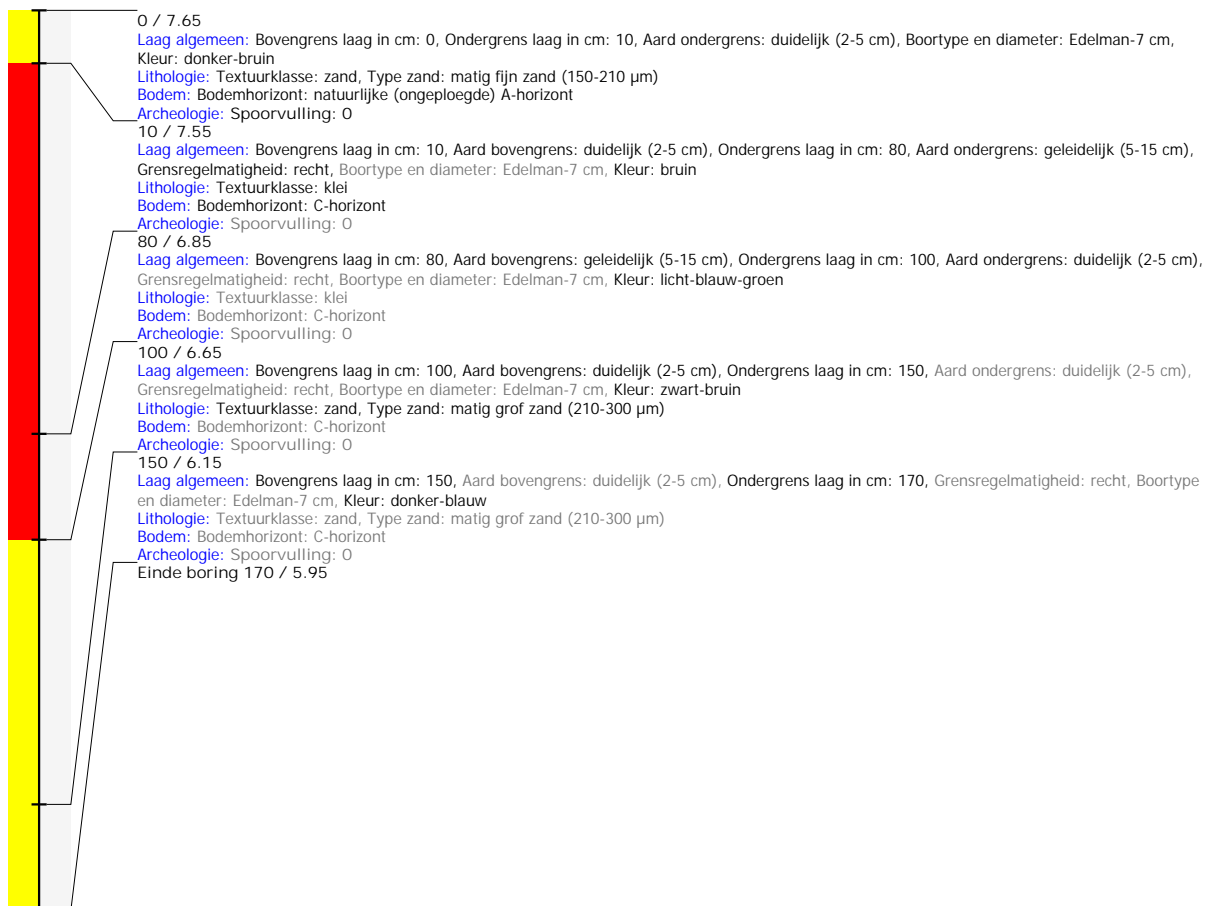 0 / 7.65
Laag algemeen: Bovengrens laag in cm: 0, Ondergrens laag in cm: 10, Aard ondergrens: duidelijk (2-5 cm), Boortype en diameter: Edelman-7 cm,
Kleur: donker-bruin
Lithologie: Textuurklasse: zand, Type zand: matig fijn zand (150-210 µm)
Bodem: Bodemhorizont: natuurlijke (ongeploegde) A-horizont
Archeologie: Spoorvulling: 0
10 / 7.55
Laag algemeen: Bovengrens laag in cm: 10, Aard bovengrens: duidelijk (2-5 cm), Ondergrens laag in cm: 80, Aard ondergrens: geleidelijk (5-15 cm),
Grensregelmatigheid: recht, Boortype en diameter: Edelman-7 cm, Kleur: bruin
Lithologie: Textuurklasse: klei
Bodem: Bodemhorizont: C-horizont
Archeologie: Spoorvulling: 0
80 / 6.85
Laag algemeen: Bovengrens laag in cm: 80, Aard bovengrens: geleidelijk (5-15 cm), Ondergrens laag in cm: 100, Aard ondergrens: duidelijk (2-5 cm),
Grensregelmatigheid: recht, Boortype en diameter: Edelman-7 cm, Kleur: licht-blauw-groen
Lithologie: Textuurklasse: klei
Bodem: Bodemhorizont: C-horizont
Archeologie: Spoorvulling: 0
100 / 6.65
Laag algemeen: Bovengrens laag in cm: 100, Aard bovengrens: duidelijk (2-5 cm), Ondergrens laag in cm: 150, Aard ondergrens: duidelijk (2-5 cm),
Grensregelmatigheid: recht, Boortype en diameter: Edelman-7 cm, Kleur: zwart-bruin
Lithologie: Textuurklasse: zand, Type zand: matig grof zand (210-300 µm)
Bodem: Bodemhorizont: C-horizont
Archeologie: Spoorvulling: 0
150 / 6.15
Laag algemeen: Bovengrens laag in cm: 150, Aard bovengrens: duidelijk (2-5 cm), Ondergrens laag in cm: 170, Grensregelmatigheid: recht, Boortype
en diameter: Edelman-7 cm, Kleur: donker-blauw
Lithologie: Textuurklasse: zand, Type zand: matig grof zand (210-300 µm)
Bodem: Bodemhorizont: C-horizont
Archeologie: Spoorvulling: 0
Einde boring 170 / 5.95